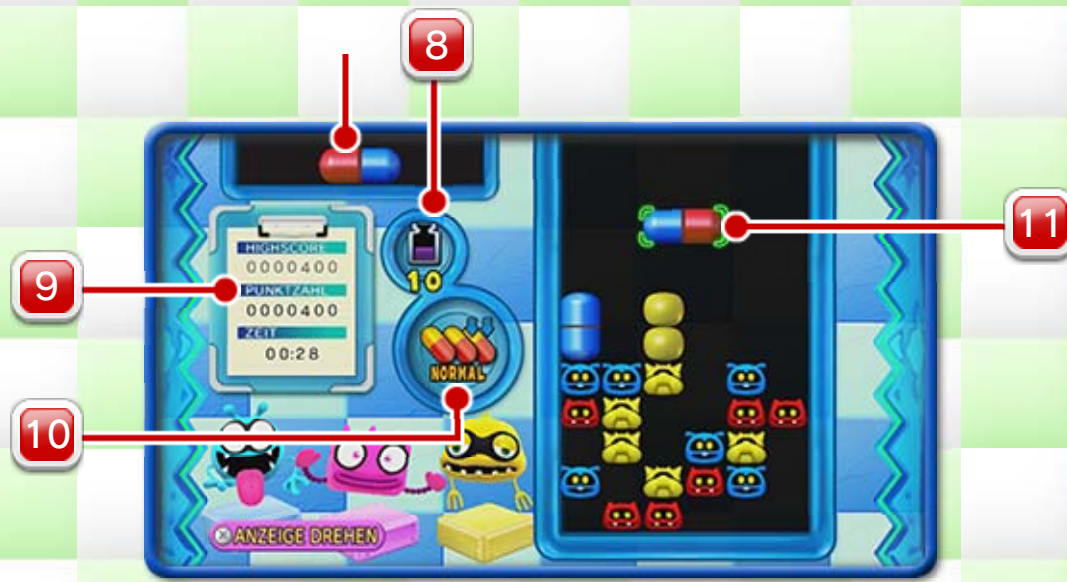 8
11
HIGHSCORE
0000400
9
PUNKTZAHL
0000400
10
ZEIT
00:28
NORMAL
10
ⓧ ANZEIGE DREHEN